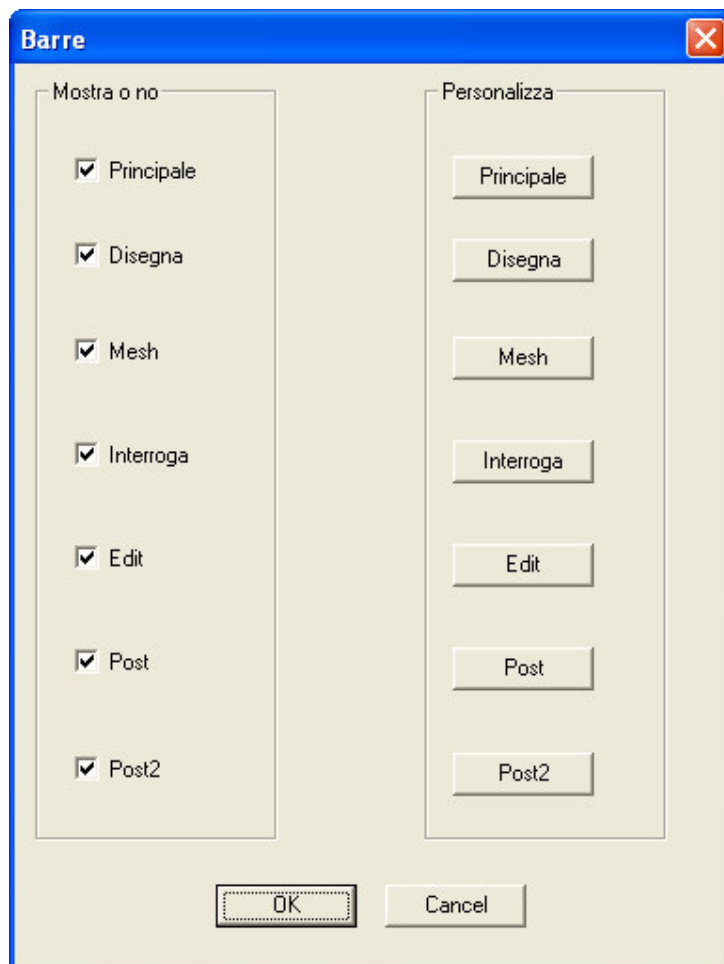 Barre
Mostra o no
Personalizza
Principale
Principale
Disegna
Disegna
Mesh
Mesh
Interroga
Interroga
Edit
Edit
Post
Post
Post2
Post2
OK
Cancel